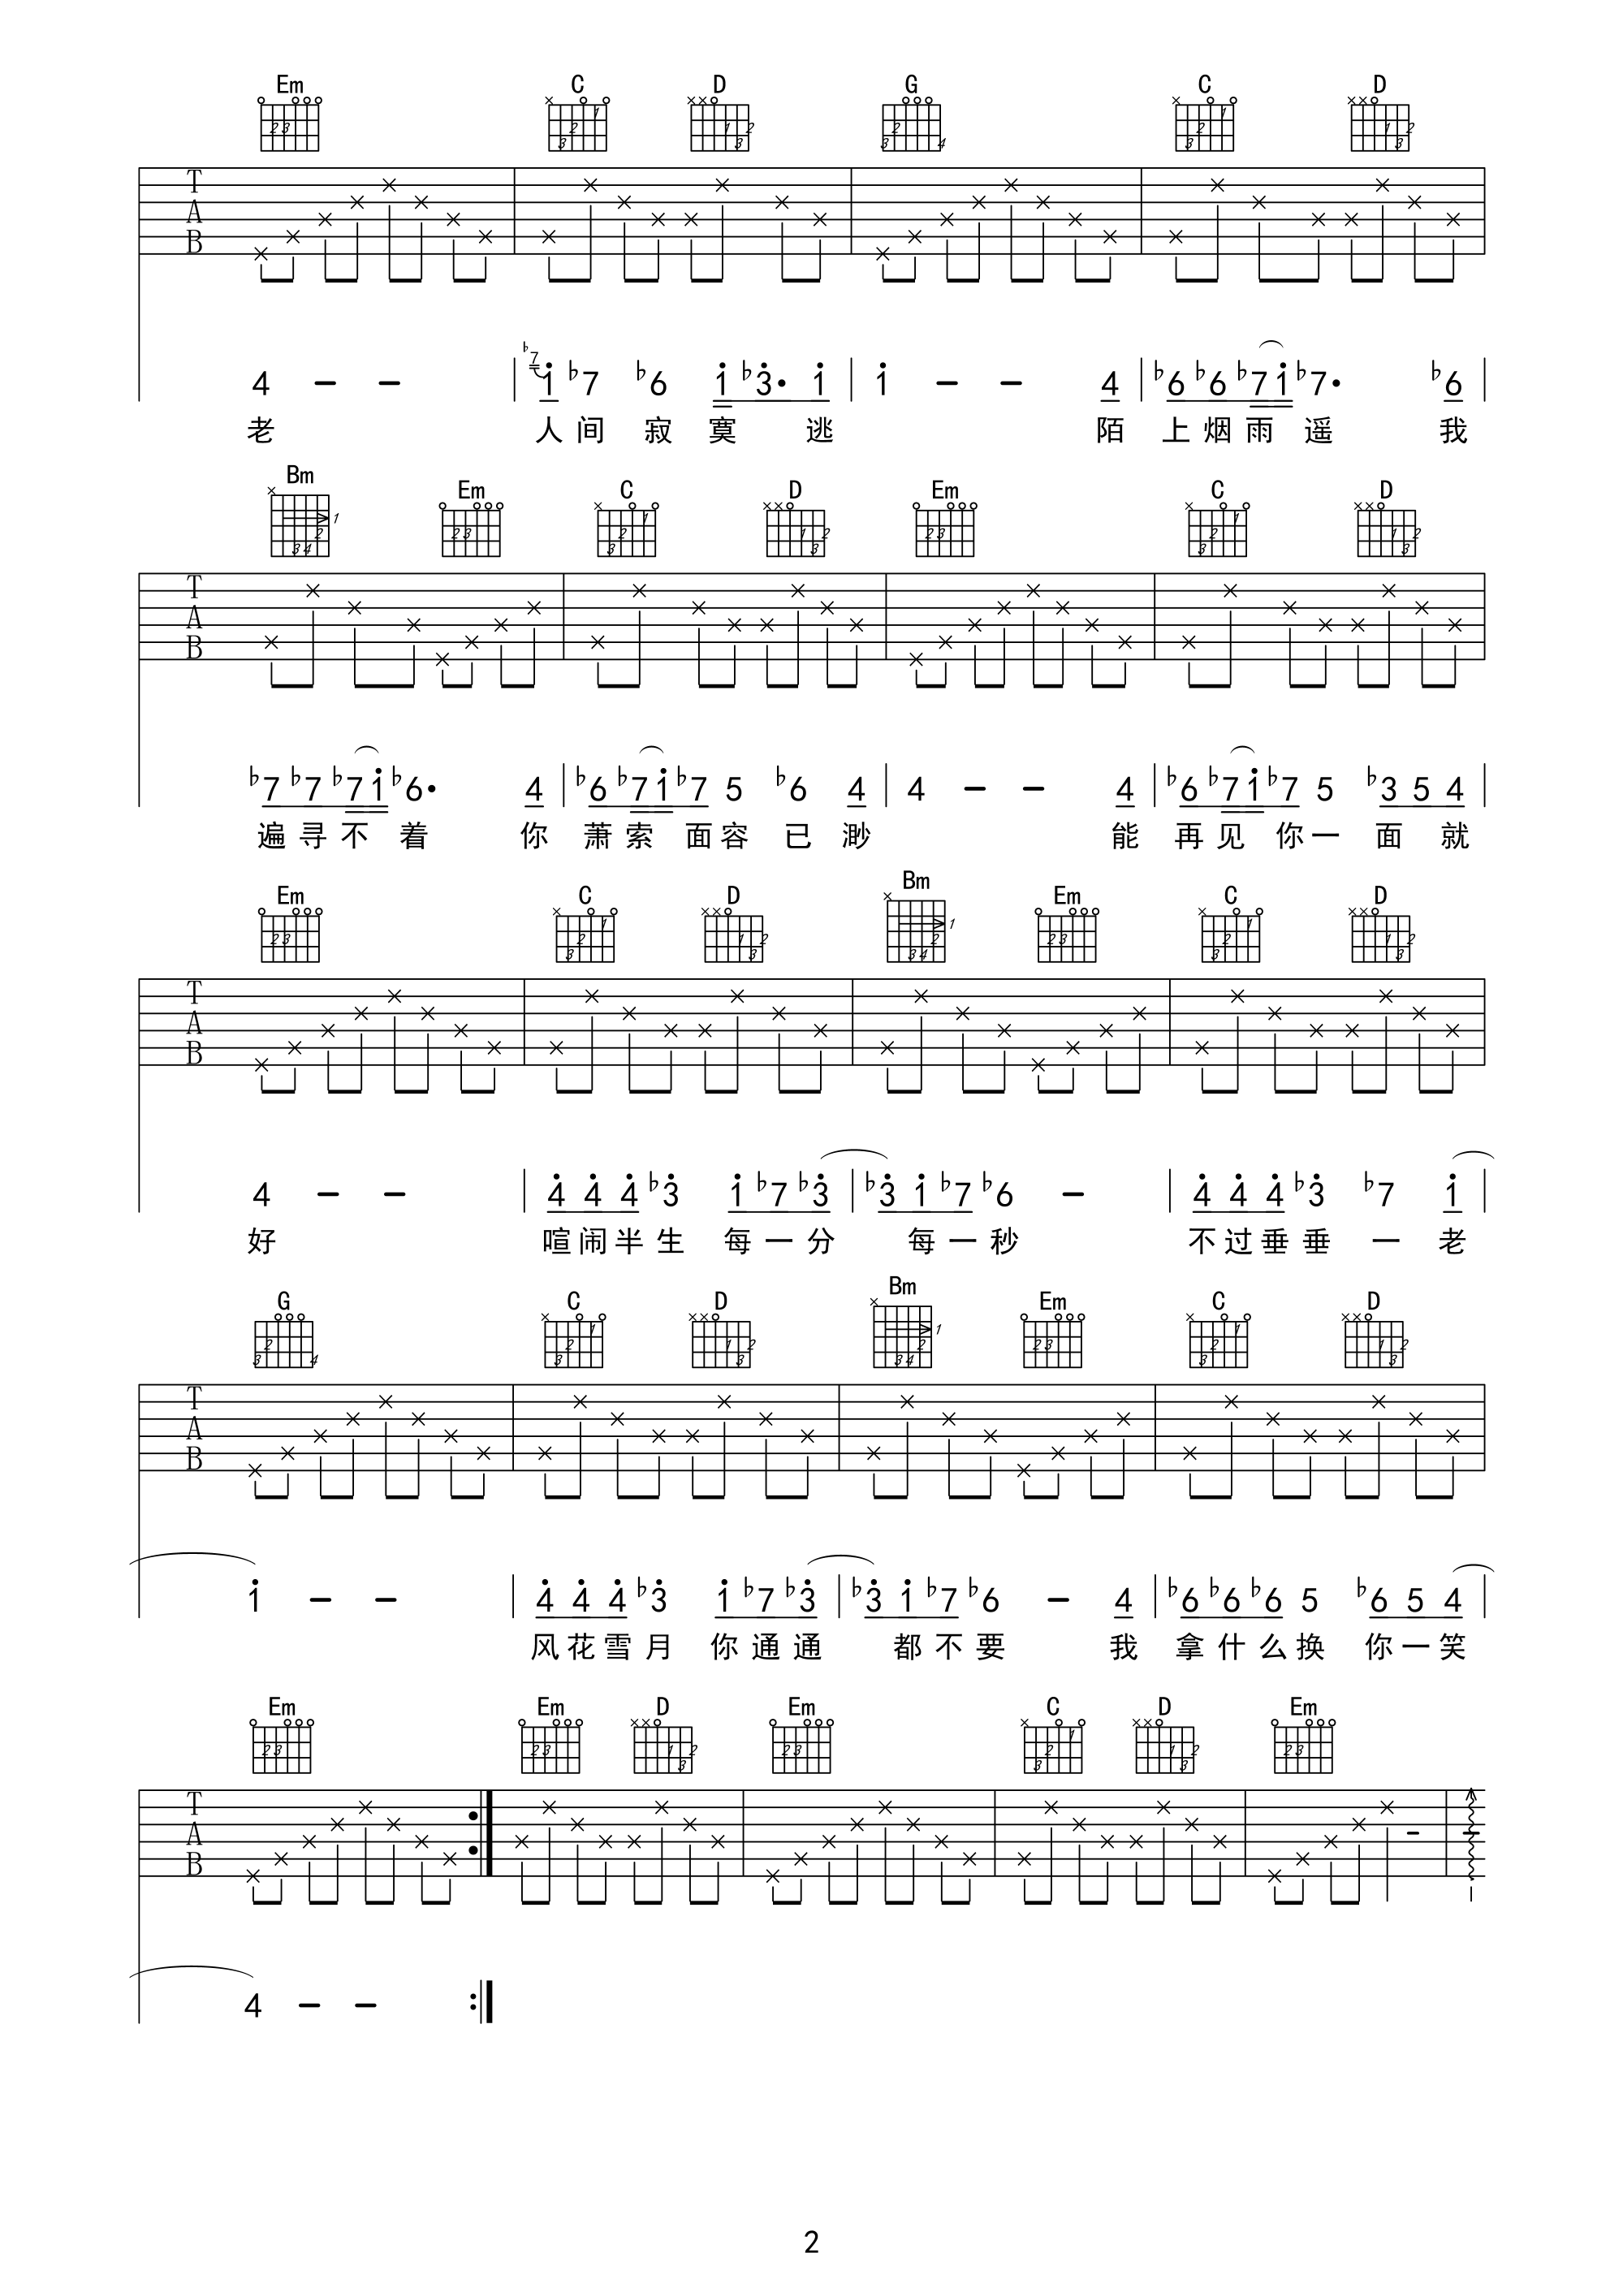 Em C D G C D
T
A
B
4 - - ♭7 1 ♭7 ♭6 1 ♭3· 1 1 - - 4 ♭6 ♭6 ♭7 1 ♭7· ♭6
老 人 间 寂 寞 逃 陌 上 烟 雨 遥 我
Bm Em C D Em C D
T
A
B
♭7 ♭7 ♭7 1 ♭6· 4 ♭6 ♭7 1 ♭7 5 ♭6 4 4 - - 4 ♭6 ♭7 1 ♭7 5 ♭3 5 4
遍 寻 不 着 你 萧 索 面 容 已 渺 能 再 见 你 一 面 就
Em C D Bm Em C D
T
A
B
4 - - 4 4 4 ♭3 1 ♭7 ♭3 ♭3 1 ♭7 ♭6 - 4 4 4 ♭3 ♭7 1
好 喧 闹 半 生 每 一 分 每 一 秒 不 过 垂 垂 一 老
G C D Bm Em C D
T
A
B
1 - - 4 4 4 ♭3 1 ♭7 ♭3 ♭3 1 ♭7 ♭6 - 4 ♭6 ♭6 ♭6 5 ♭6 5 4
风 花 雪 月 你 通 通 都 不 要 我 拿 什 么 换 你 一 笑
Em Em D Em C D Em
T
A
B
4 - -
2